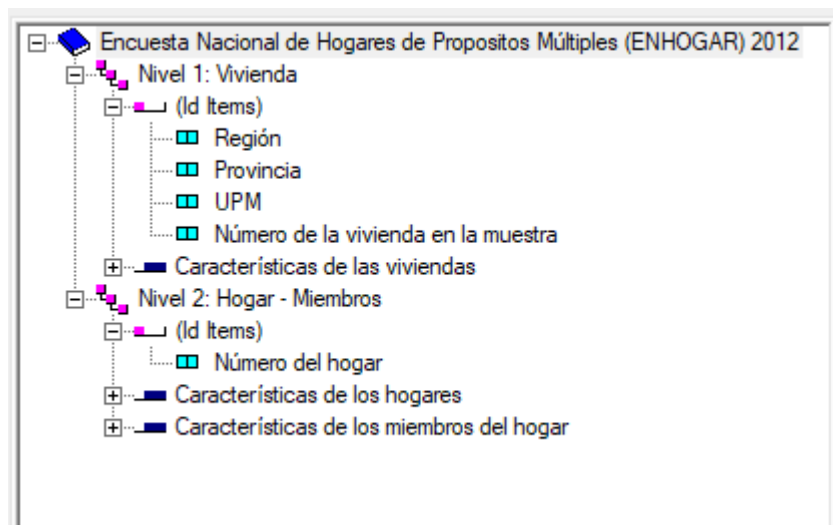 Encuesta Nacional de Hogares de Propositos Múltiples (ENHOGAR) 2012
Nivel 1: Vivienda
(Id Items)
Región
Provincia
UPM
Número de la vivienda en la muestra
Características de las viviendas
Nivel 2: Hogar - Miembros
(Id Items)
Número del hogar
Características de los hogares
Características de los miembros del hogar